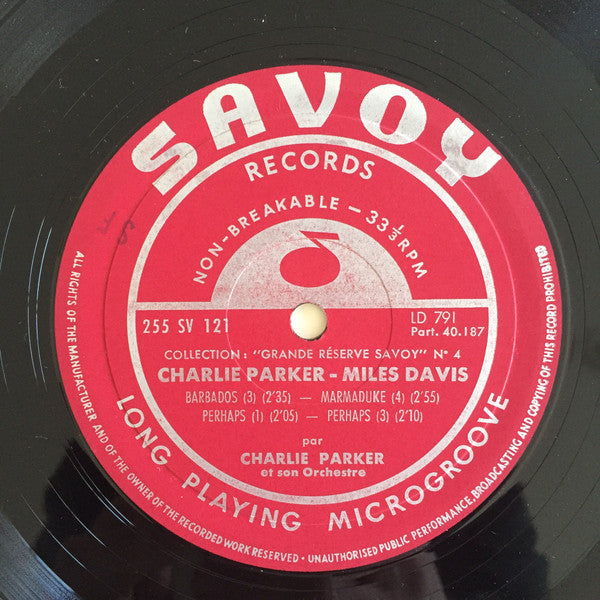 SAVOY
RECORDS
NON-BREAKABLE – 33⅓ RPM
255 SV 121
LD 791
Part. 40.187
COLLECTION: "GRANDE RÉSERVE SAVOY" N° 4
CHARLIE PARKER - MILES DAVIS
BARBADOS (3) (2'35) — MARMADUKE (4) (2'55)
PERHAPS (1) (2'05) — PERHAPS (3) (2'10)
par
CHARLIE PARKER
et son Orchestre
LONG PLAYING MICROGROOVE
ALL RIGHTS OF THE MANUFACTURER AND OF THE OWNER OF THE RECORDED WORK RESERVED · UNAUTHORISED PUBLIC PERFORMANCE, BROADCASTING AND COPYING OF THIS RECORD PROHIBITED